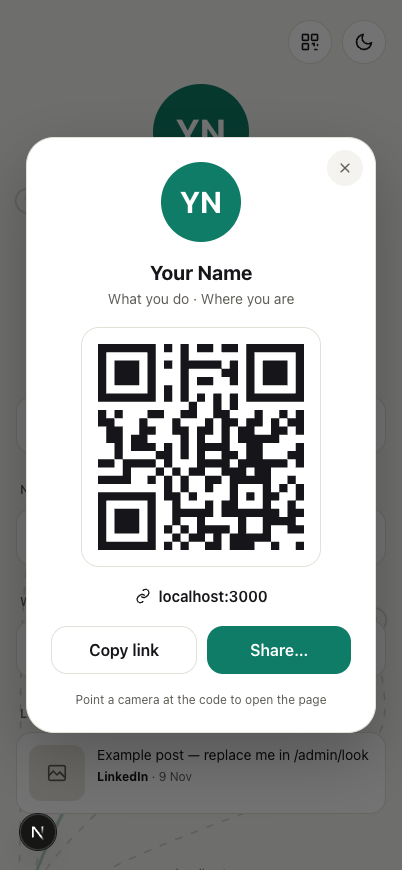 YN
YN
Your Name
What you do · Where you are
localhost:3000
Copy link
Share...
Point a camera at the code to open the page
Example post — replace me in /admin/look
LinkedIn · 9 Nov
N